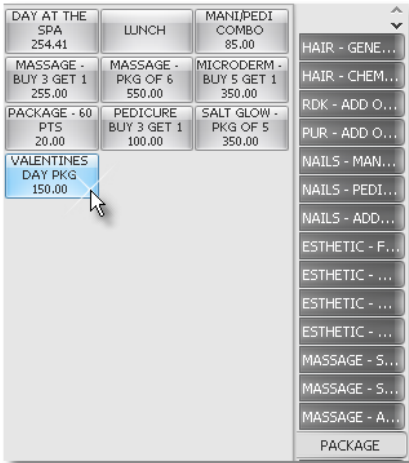 DAY AT THE
SPA
254.41
LUNCH
MANI/PEDI
COMBO
85.00
MASSAGE -
BUY 3 GET 1
255.00
MASSAGE -
PKG OF 6
550.00
MICRODERM -
BUY 5 GET 1
350.00
PACKAGE - 60
PTS
20.00
PEDICURE
BUY 3 GET 1
100.00
SALT GLOW -
PKG OF 5
350.00
VALENTINES
DAY PKG
150.00
HAIR - GENE...
HAIR - CHEM...
RDK - ADD O...
PUR - ADD O...
NAILS - MAN...
NAILS - PEDI...
NAILS - ADD...
ESTHETIC - F...
ESTHETIC - ...
ESTHETIC - ...
ESTHETIC - ...
MASSAGE - S...
MASSAGE - S...
MASSAGE - A...
PACKAGE